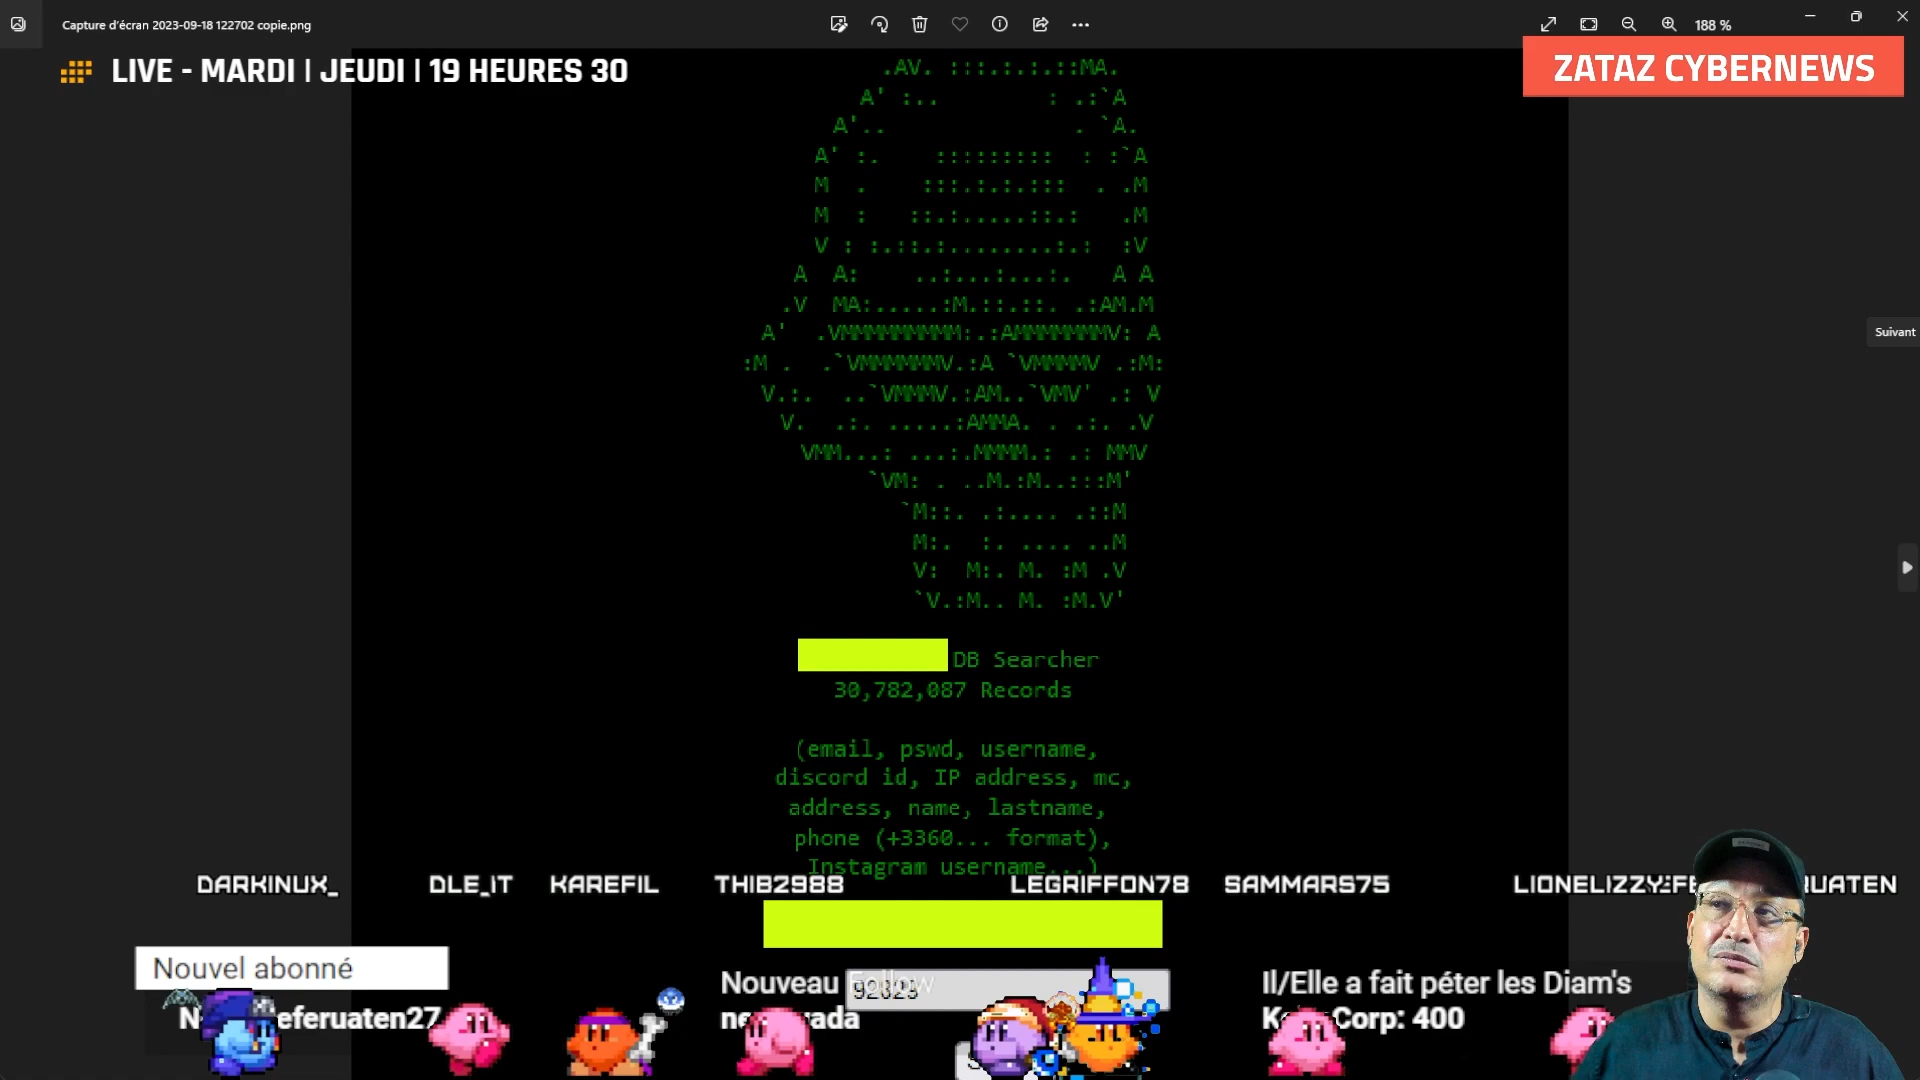 Capture d'écran 2023-09-18 122702 copie.png
188 %
LIVE - MARDI | JEUDI | 19 HEURES 30
ZATAZ CYBERNEWS
Suivant
DB Searcher
30,782,087 Records
(email, pswd, username,
discord id, IP address, mc,
address, name, lastname,
phone (+3360... format),
Instagram username...)
DARKINUX_
DLE_IT
KAREFIL
THIB2988
LEGRIFFON78
SAMMARS75
Nouvel abonné
Nouveau Follow
Il/Elle a fait péter les Diam's
Corp: 400